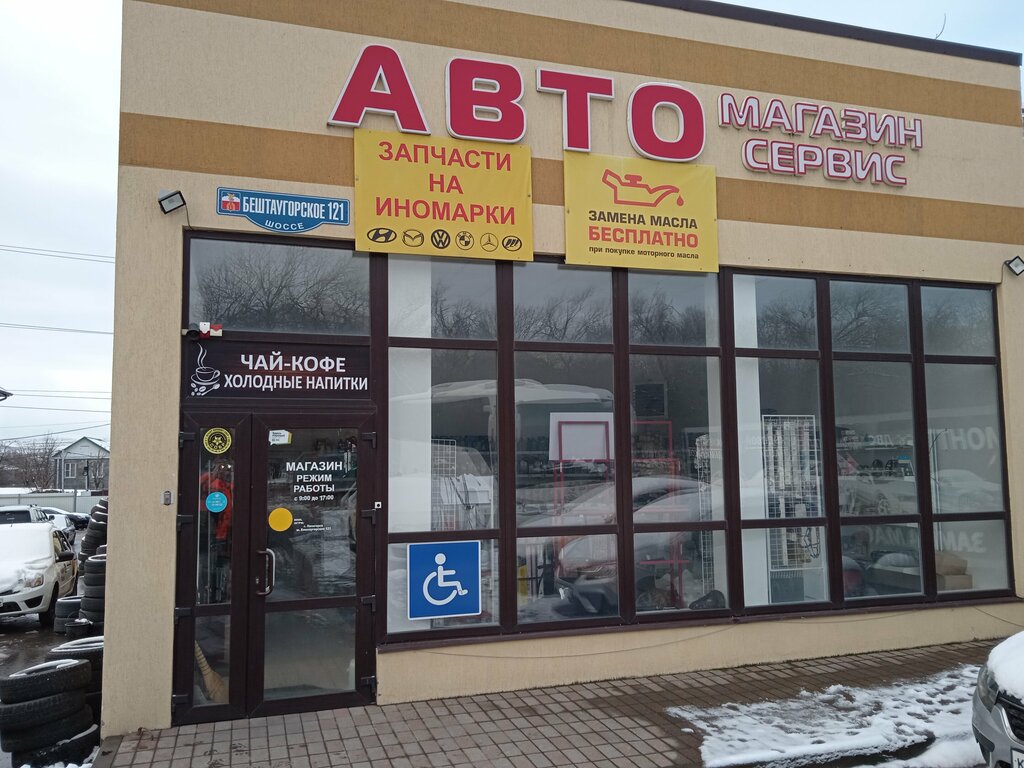 АВТО
МАГАЗИН
СЕРВИС
ЗАПЧАСТИ
НА
ИНОМАРКИ
ЗАМЕНА МАСЛА
БЕСПЛАТНО
при покупке моторного масла
БЕШТАУГОРСКОЕ 121
ШОССЕ
ЧАЙ-КОФЕ
ХОЛОДНЫЕ НАПИТКИ
МАГАЗИН
РЕЖИМ
РАБОТЫ
с 9:00 до 17:00